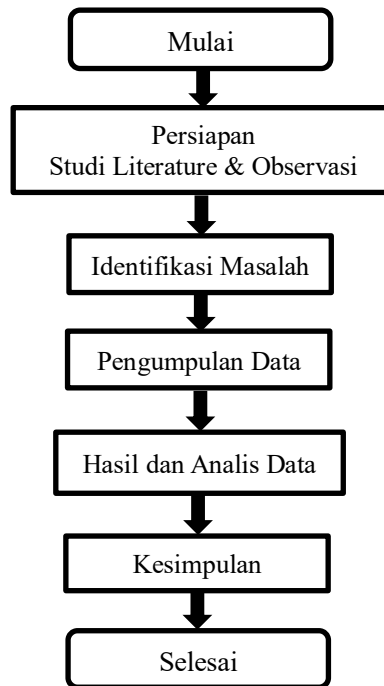 Mulai
Persiapan
Studi Literature & Observasi
Identifikasi Masalah
Pengumpulan Data
Hasil dan Analis Data
Kesimpulan
Selesai